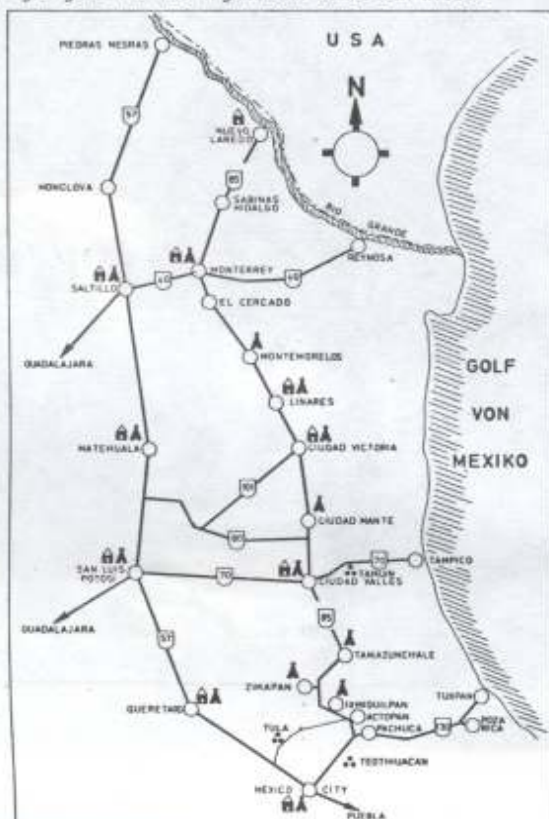 USA
PIEDRAS NEGRAS
N
57
NUEVO
LAREDO
MONCLOVA
85
SABINAS
HIDALGO
RIO GRANDE
REYNOSA
MONTERREY
40
40
SALTILLO
EL CERCADO
GUADALAJARA
MONTEMORELOS
GOLF
VON
MEXIKO
LINARES
MATEHUALA
CIUDAD VICTORIA
101
CIUDAD MANTE
80
SAN LUIS
POTOSI
70
CIUDAD VALLES
70
TAMPICO
TAMUIN
GUADALAJARA
85
57
TAMAZUNCHALE
ZIMAPAN
TUXPAN
QUERETARO
IXMIQUILPAN
ACTOPAN
TULA
PACHUCA
130
POZA
RICA
TEOTIHUACAN
MEXICO CITY
PUEBLA